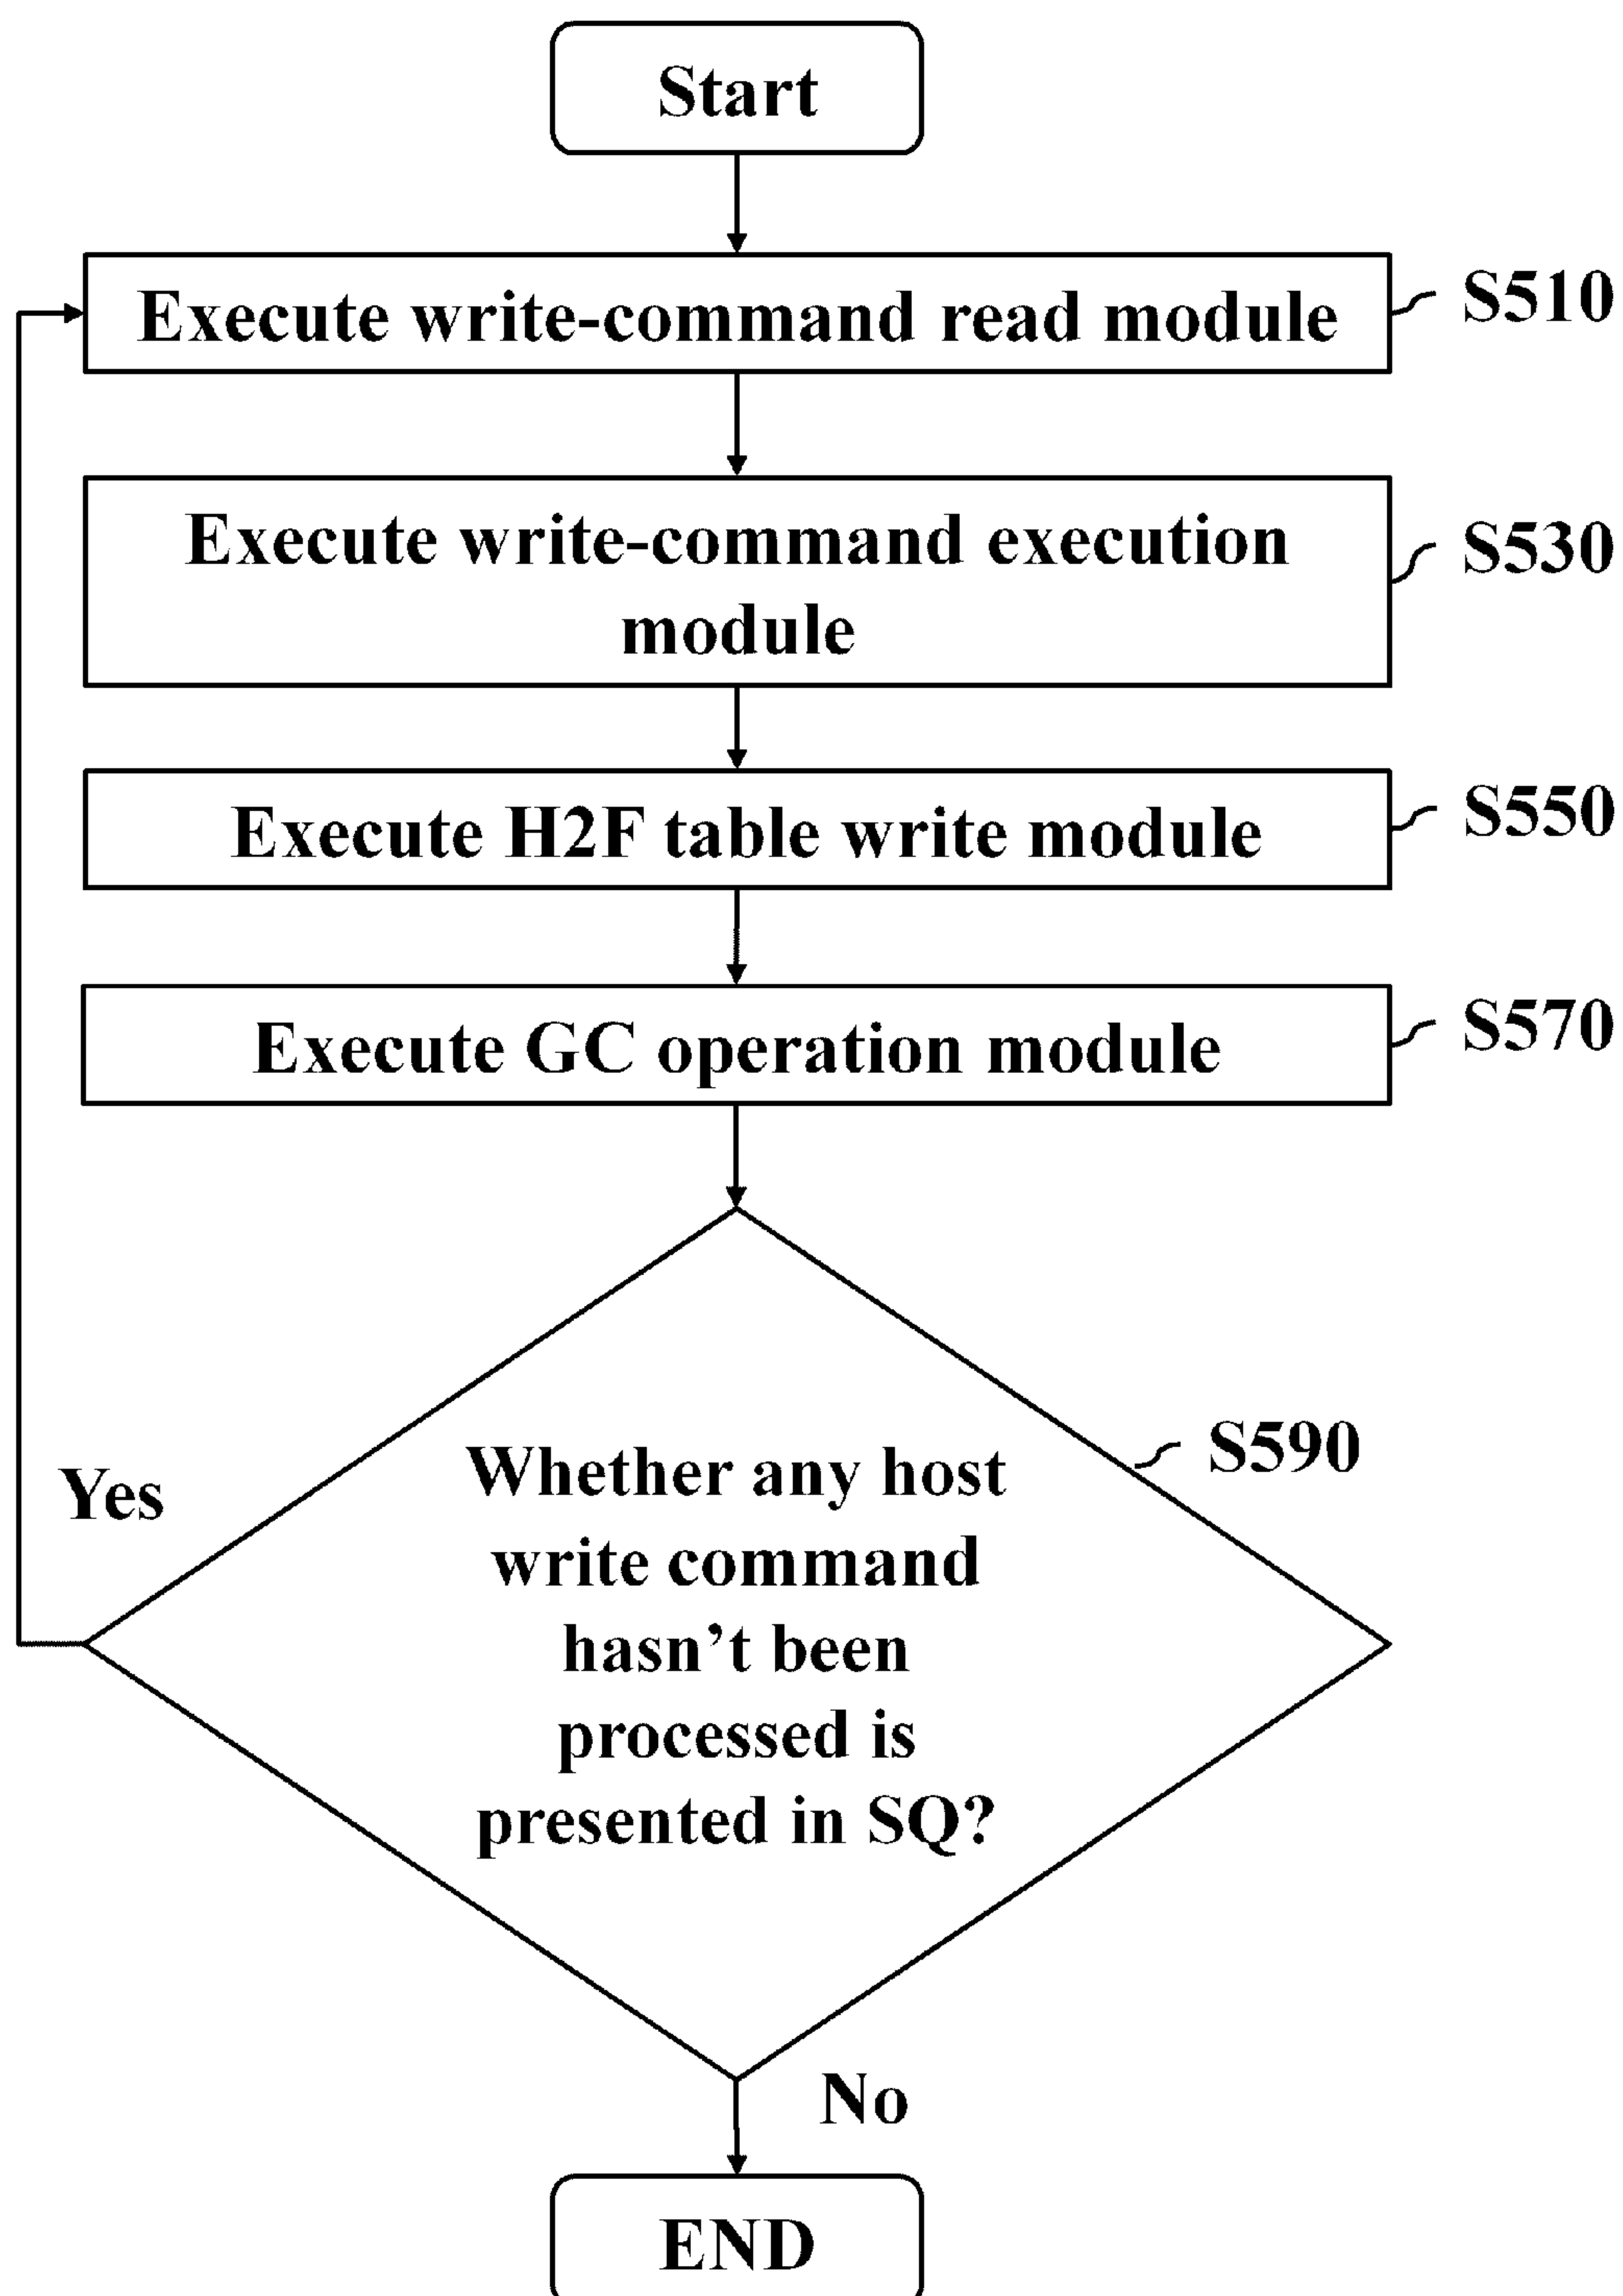 Start
Execute write-command read module
S510
Execute write-command execution
module
S530
Execute H2F table write module
S550
Execute GC operation module
S570
Whether any host
write command
hasn’t been
processed is
presented in SQ?
S590
Yes
No
END